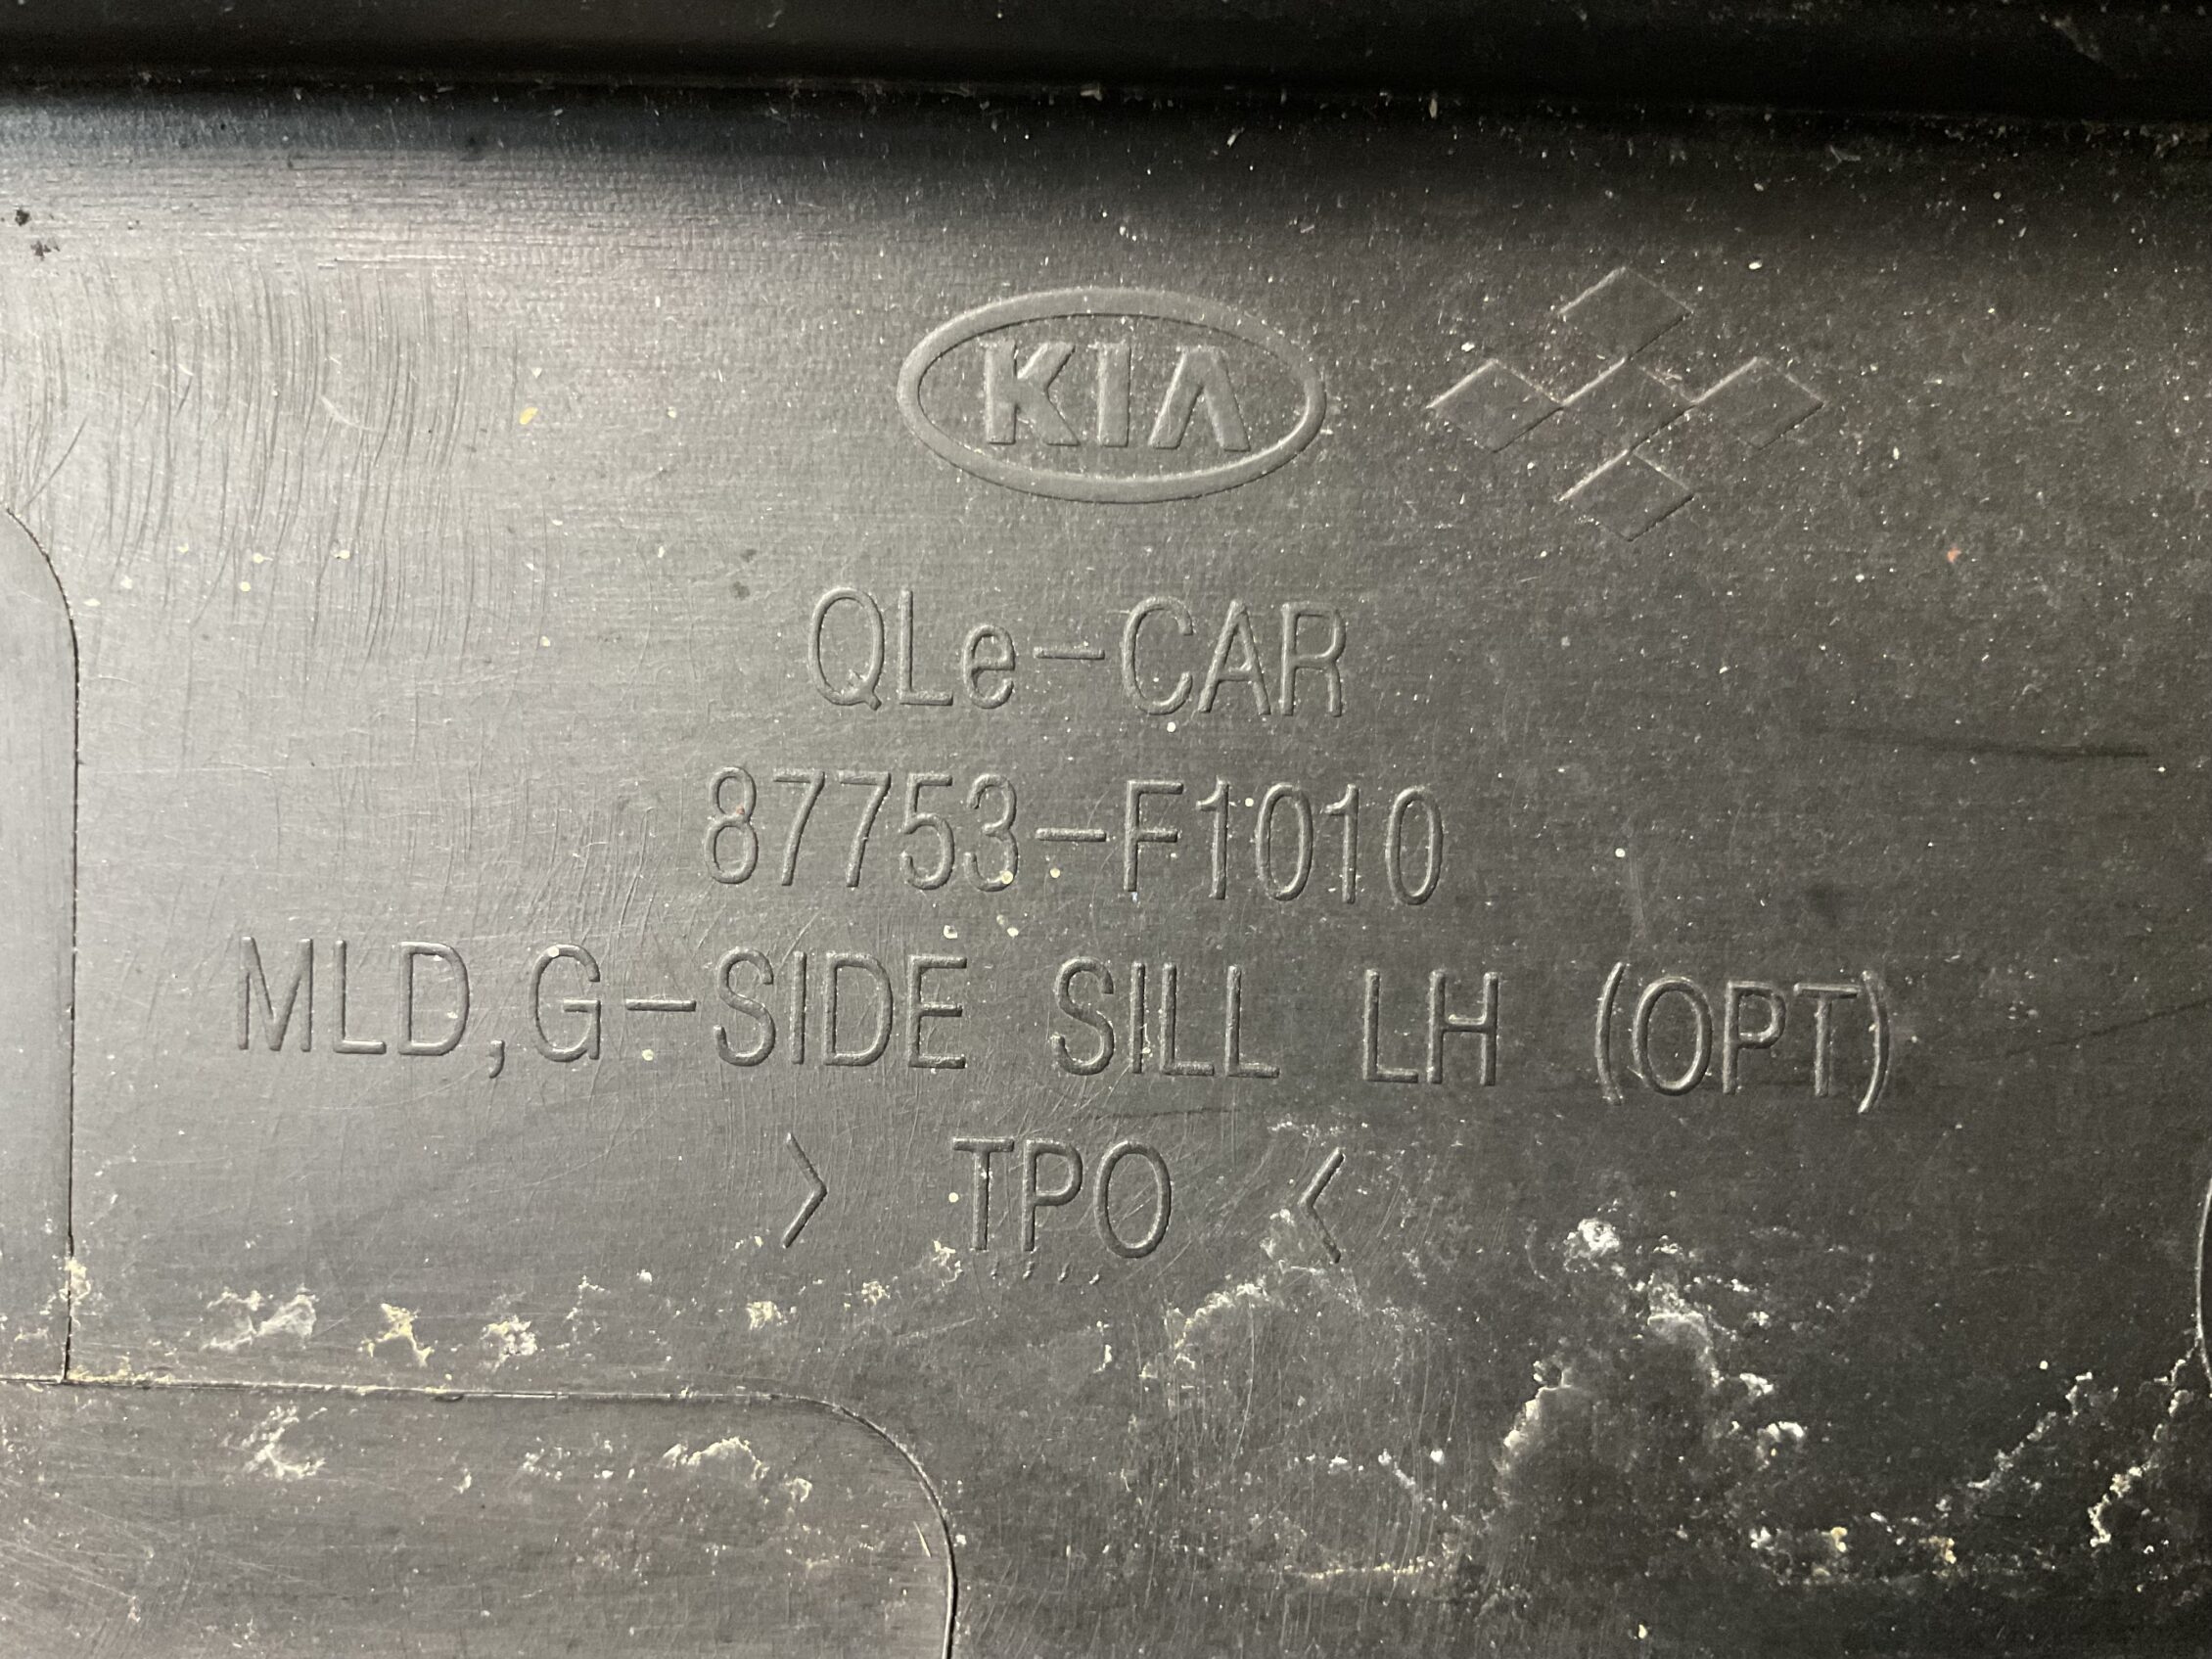 KIA
QLe-CAR
87753-F1010
MLD,G-SIDE SILL LH (OPT)
> TPO <